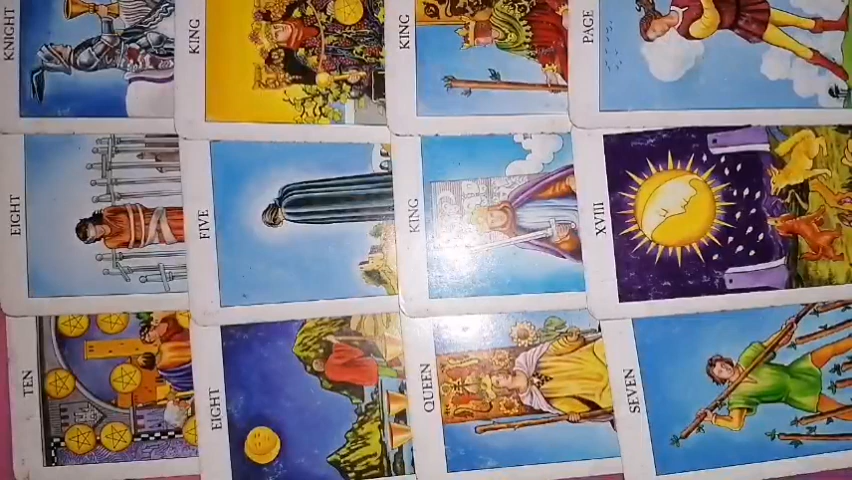 KNIGHT
KING
KING
PAGE
EIGHT
FIVE
KING
XVIII
TEN
EIGHT
QUEEN
SEVEN